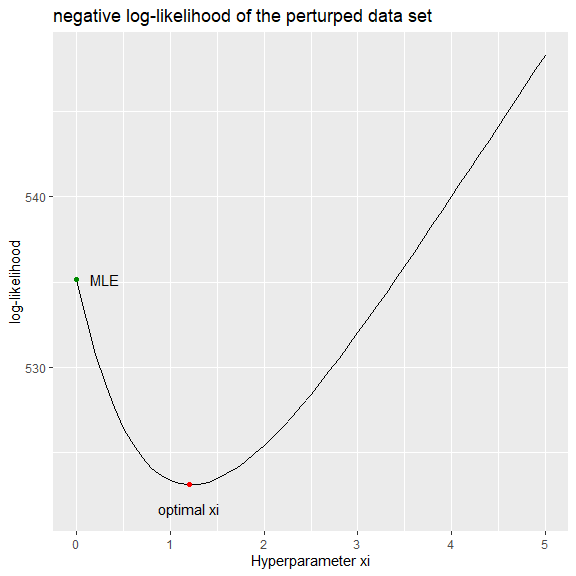 negative log-likelihood of the perturped data set
log-likelihood
540
530
MLE
optimal xi
0 1 2 3 4 5
Hyperparameter xi